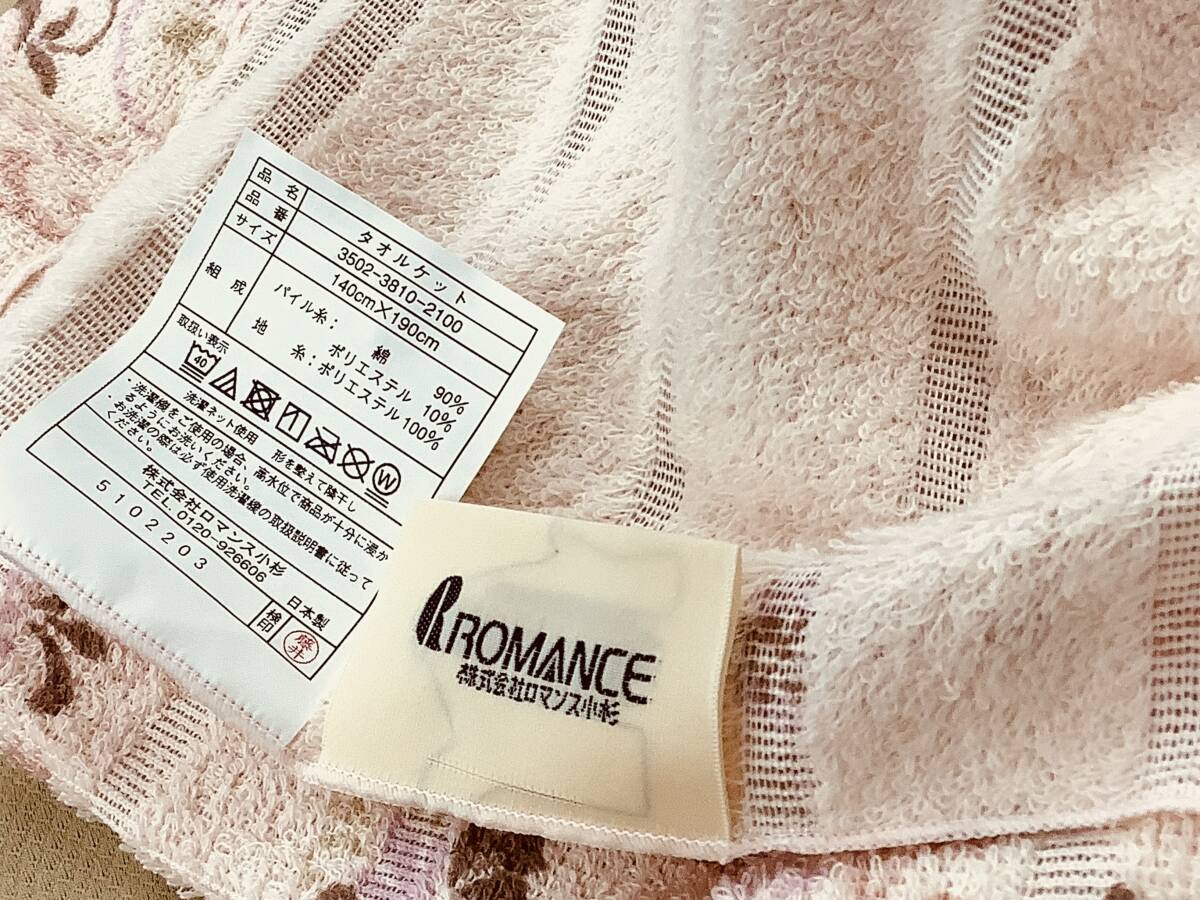 品名 タオルケット
品番 3502-3810-2100
サイズ 140cm×190cm
組成 パイル糸: 綿 90%
ポリエステル 10%
地 糸:ポリエステル100%
取扱い表示
40
W
洗濯ネット使用 形を整えて陰干し
・洗濯機をご使用の場合、高水位で商品が十分に浸か
るようにお洗いください。
・お洗濯の際は必ず使用洗濯機の取扱説明書に従って
ください。
株式会社ロマンス小杉
TEL. 0120-926606 日本製
5102203 検印 藤井
ROMANCE
株式会社ロマンス小杉